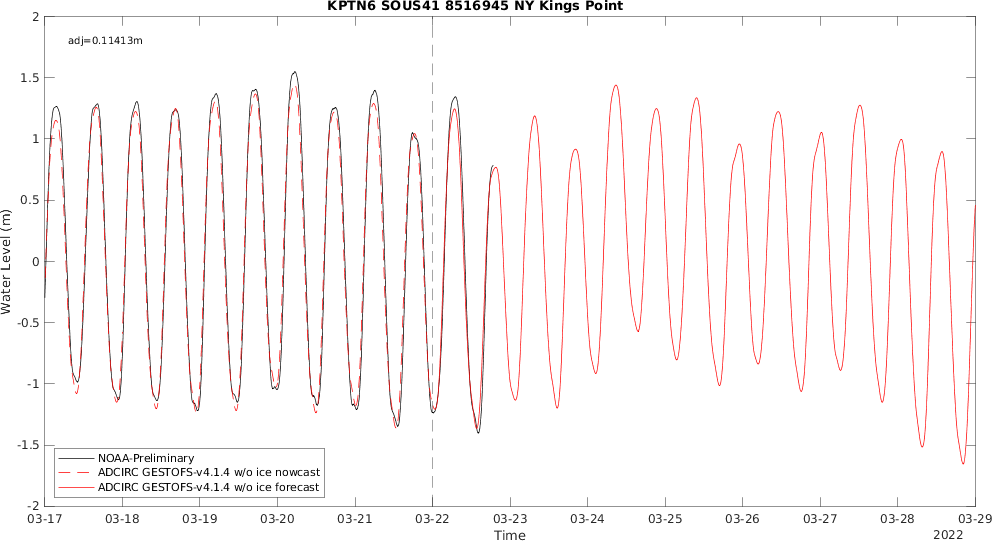 KPTN6 SOUS41 8516945 NY Kings Point
adj=0.11413m
2
1.5
1
0.5
0
-0.5
-1
-1.5
-2
Water Level (m)
NOAA-Preliminary
ADCIRC GESTOFS-v4.1.4 w/o ice nowcast
ADCIRC GESTOFS-v4.1.4 w/o ice forecast
03-17 03-18 03-19 03-20 03-21 03-22 03-23 03-24 03-25 03-26 03-27 03-28 03-29
Time
2022